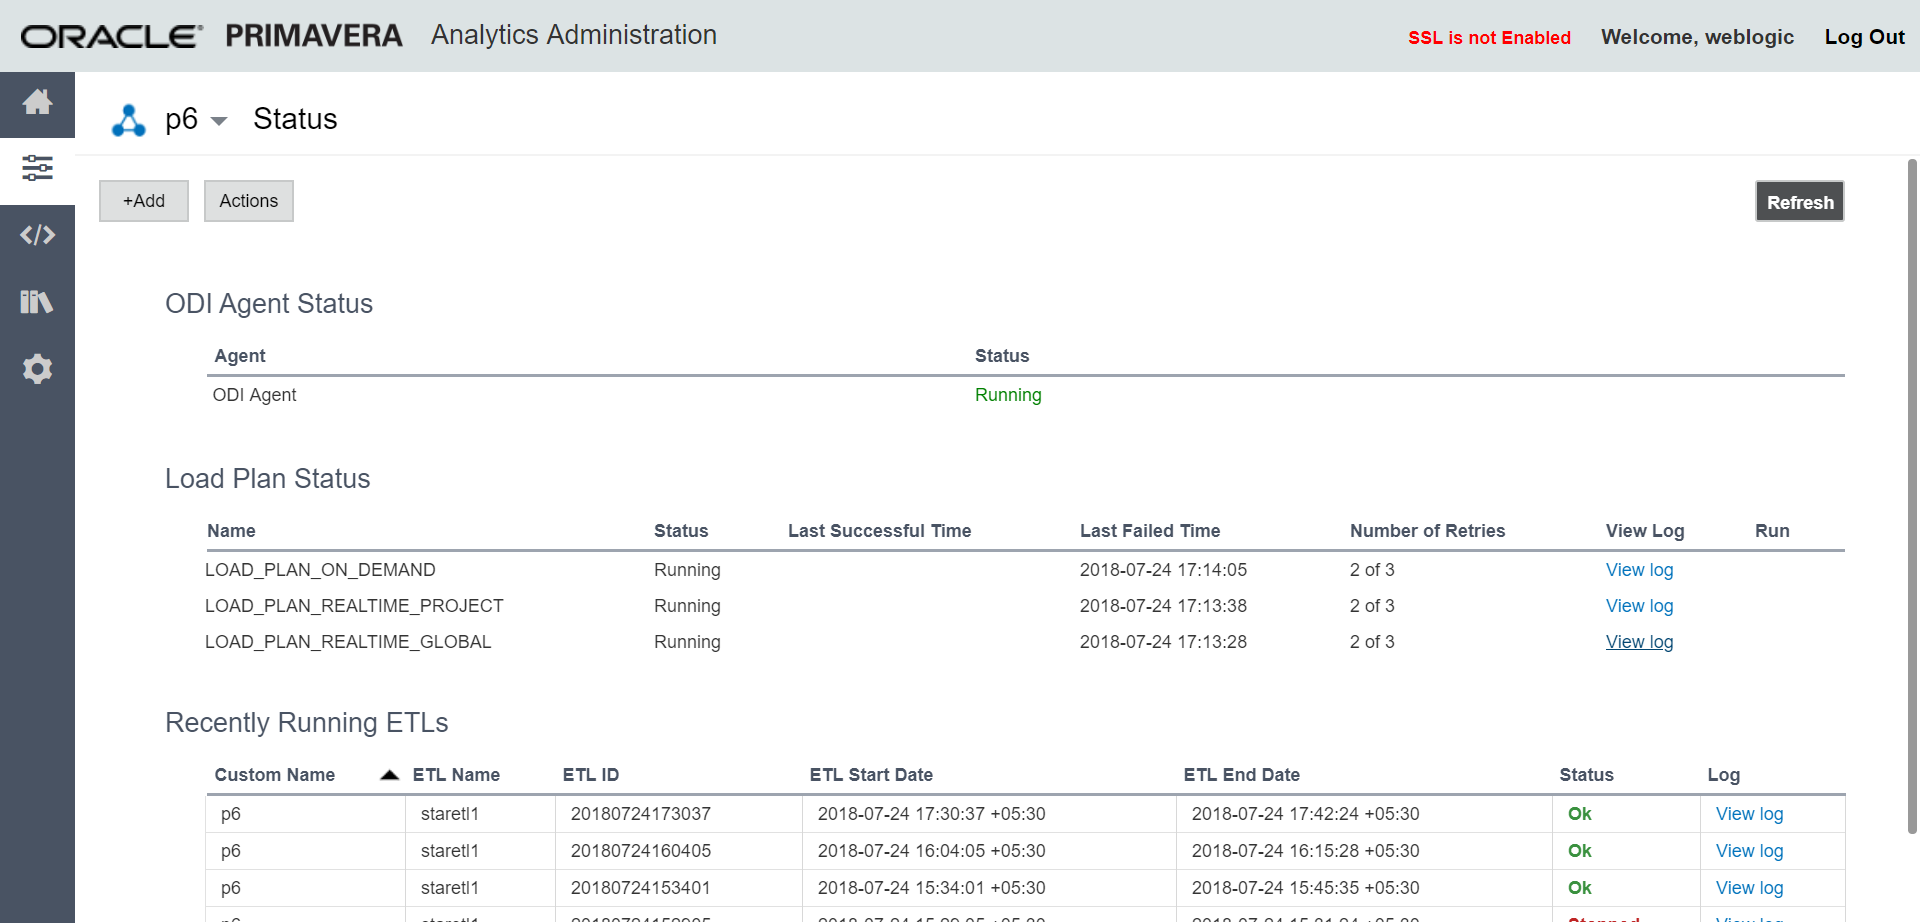 ORACLE® PRIMAVERA Analytics Administration SSL is not Enabled Welcome, weblogic Log Out
p6 Status
+Add Actions Refresh
ODI Agent Status
Agent Status
ODI Agent Running
Load Plan Status
Name Status Last Successful Time Last Failed Time Number of Retries View Log Run
LOAD_PLAN_ON_DEMAND Running 2018-07-24 17:14:05 2 of 3 View log
LOAD_PLAN_REALTIME_PROJECT Running 2018-07-24 17:13:38 2 of 3 View log
LOAD_PLAN_REALTIME_GLOBAL Running 2018-07-24 17:13:28 2 of 3 View log
Recently Running ETLs
Custom Name ETL Name ETL ID ETL Start Date ETL End Date Status Log
p6 staretl1 20180724173037 2018-07-24 17:30:37 +05:30 2018-07-24 17:42:24 +05:30 Ok View log
p6 staretl1 20180724160405 2018-07-24 16:04:05 +05:30 2018-07-24 16:15:28 +05:30 Ok View log
p6 staretl1 20180724153401 2018-07-24 15:34:01 +05:30 2018-07-24 15:45:35 +05:30 Ok View log